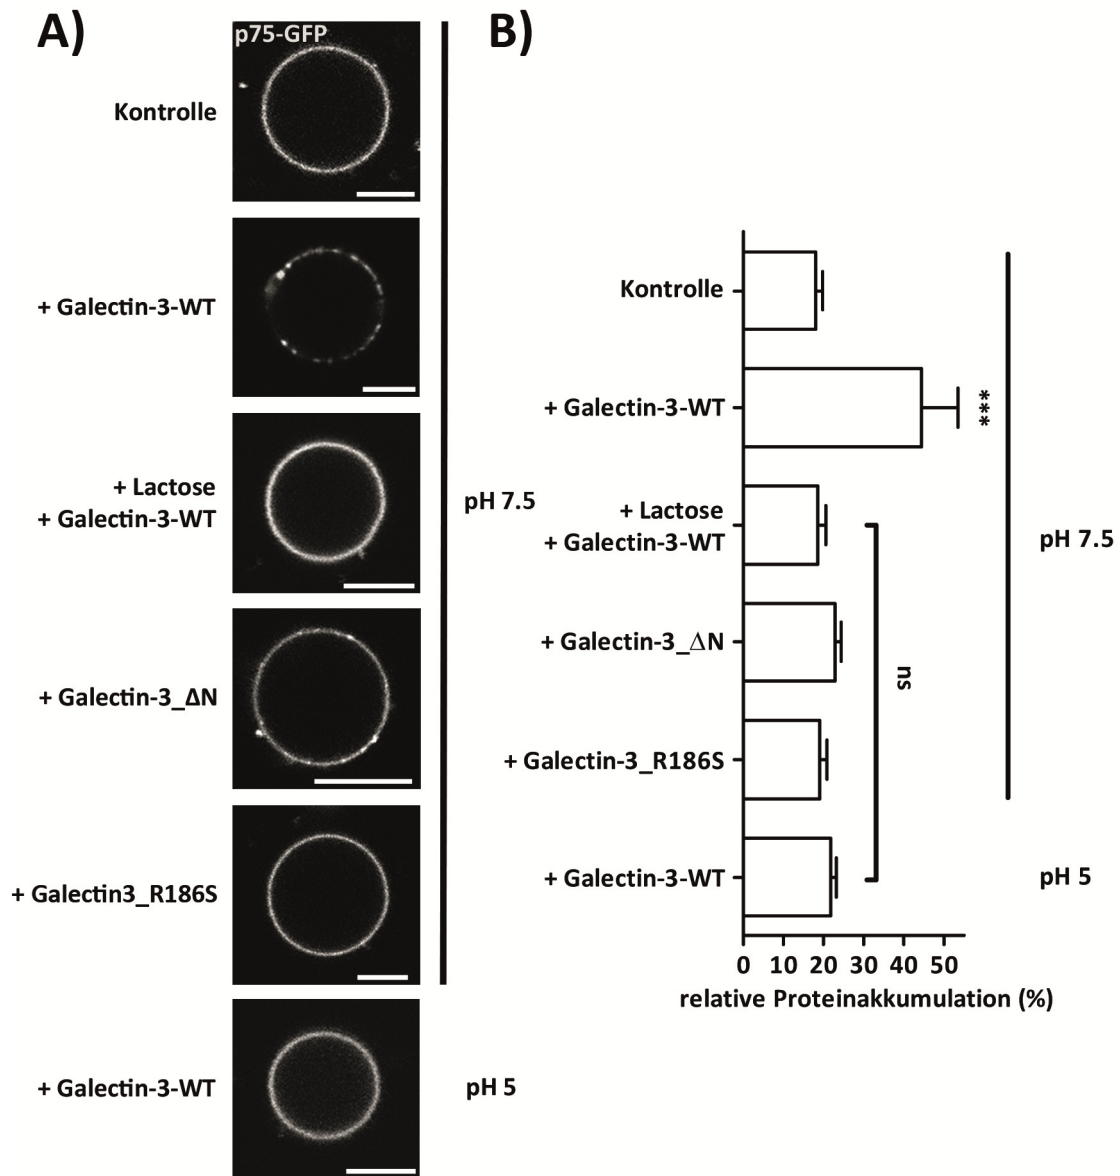 A)
p75-GFP
Kontrolle
+ Galectin-3-WT
+ Lactose
+ Galectin-3-WT
+ Galectin-3_ΔN
+ Galectin3_R186S
pH 7.5
+ Galectin-3-WT
pH 5
B)
Kontrolle
+ Galectin-3-WT
***
+ Lactose
+ Galectin-3-WT
+ Galectin-3_ΔN
ns
+ Galectin-3_R186S
pH 7.5
+ Galectin-3-WT
pH 5
0 10 20 30 40 50
relative Proteinakkumulation (%)